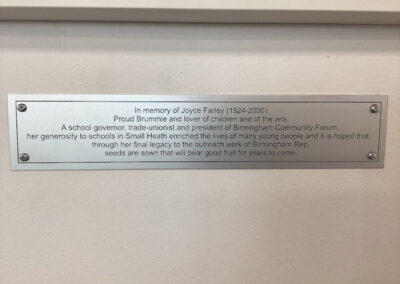 In memory of Joyce Farley (1924-2000):
Proud Brummie and lover of children and of the arts.
A school governor, trade-unionist and president of Birmingham Community Forum,
her generosity to schools in Small Heath enriched the lives of many young people and it is hoped that,
through her final legacy to the outreach work of Birmingham Rep,
seeds are sown that will bear good fruit for years to come.